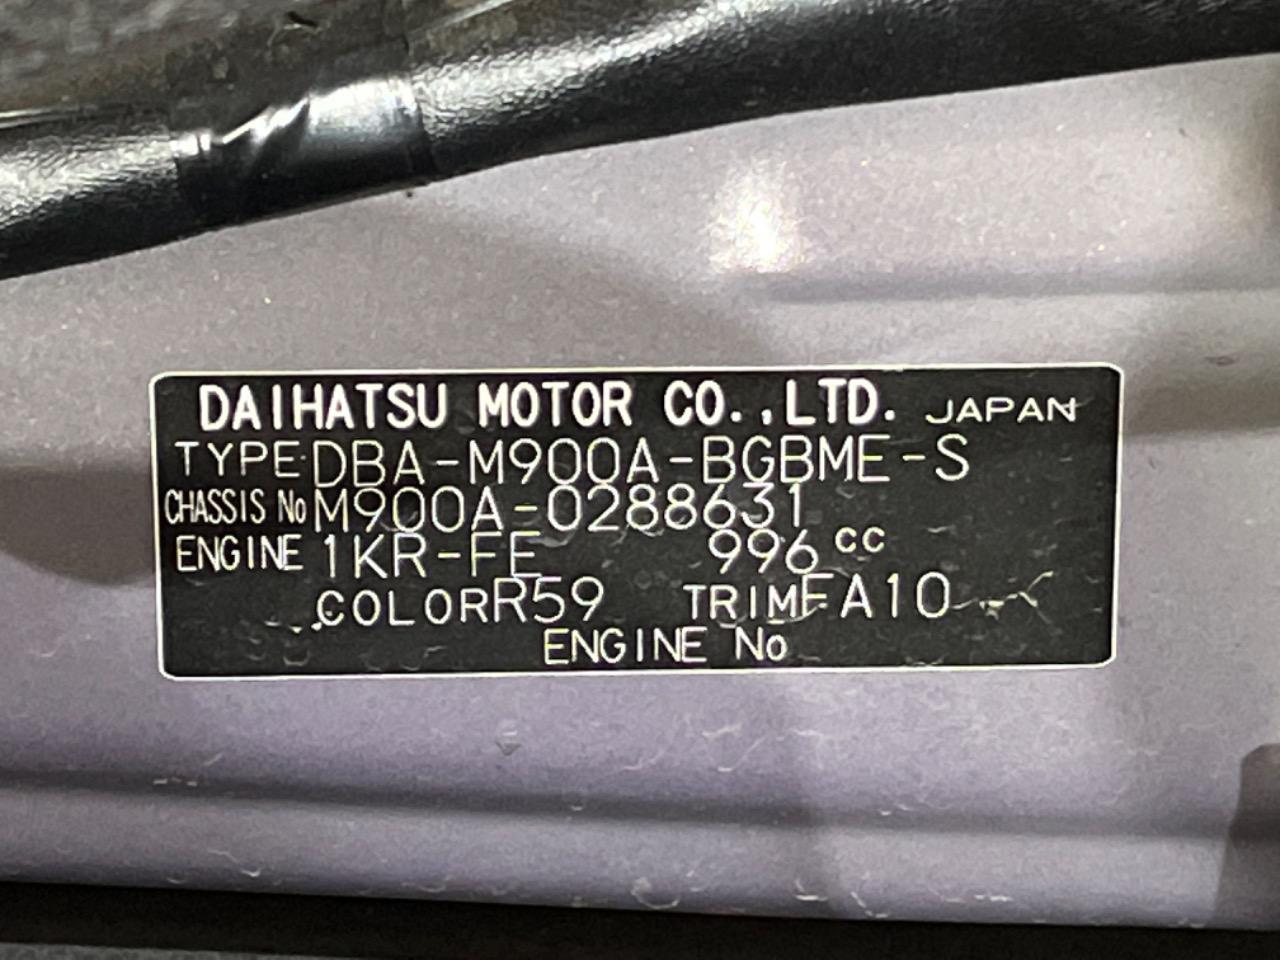 DAIHATSU MOTOR CO.,LTD. JAPAN
TYPE DBA-M900A-BGBME-S
CHASSIS No M900A-0288631
ENGINE 1KR-FE 996 cc
COLOR R59 TRIM FA10
ENGINE No